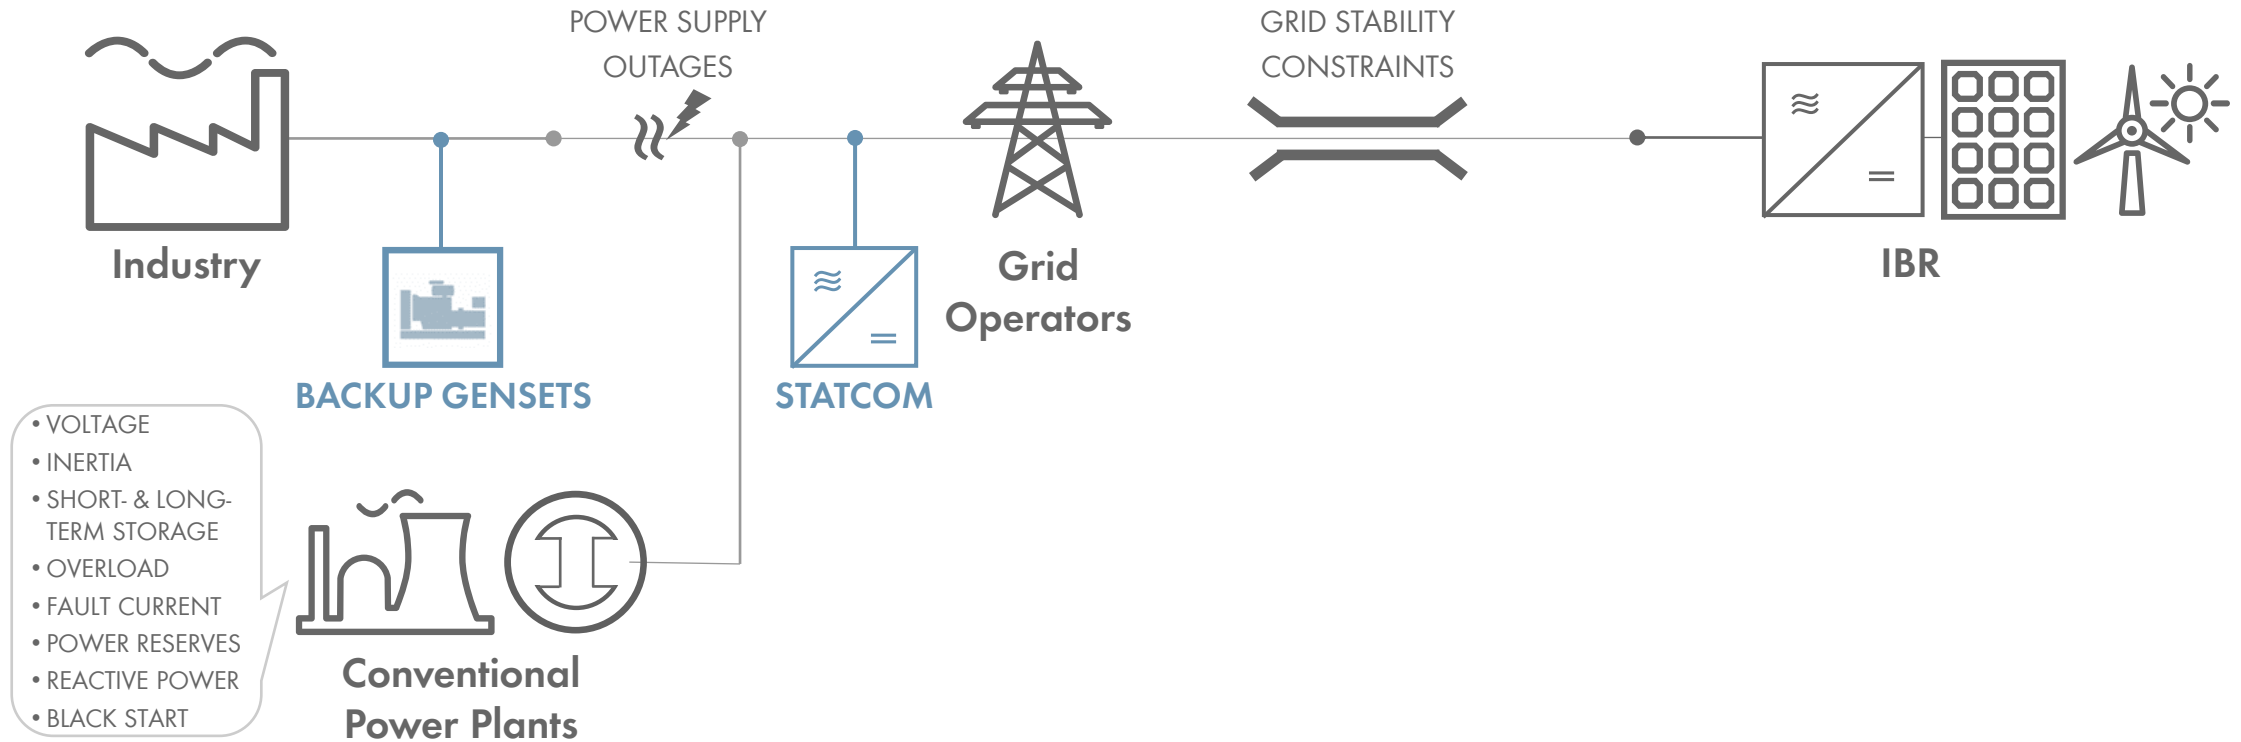 POWER SUPPLY
OUTAGES
GRID STABILITY
CONSTRAINTS
Industry
Grid
Operators
IBR
BACKUP GENSETS
STATCOM
• VOLTAGE
• INERTIA
• SHORT- & LONG-
TERM STORAGE
• OVERLOAD
• FAULT CURRENT
• POWER RESERVES
• REACTIVE POWER
• BLACK START
Conventional
Power Plants